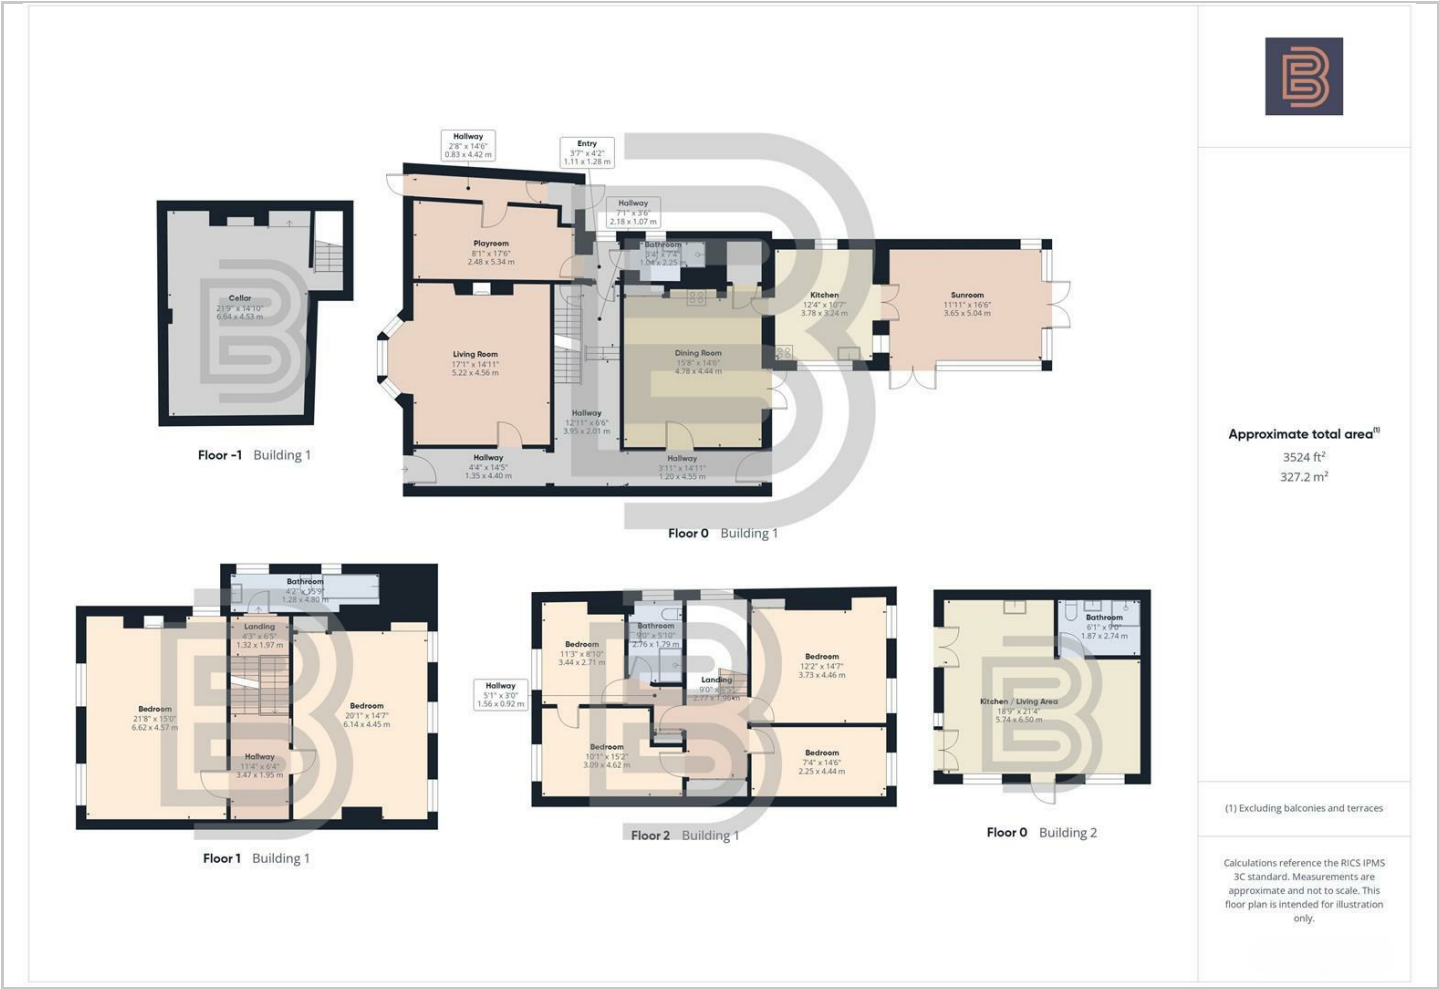 Hallway
2'8" x 14'6"
0.83 x 4.42 m
Entry
3'7" x 4'2"
1.11 x 1.28 m
Hallway
7'1" x 3'6"
2.18 x 1.07 m
Playroom
8'1" x 17'6"
2.48 x 5.34 m
Bathroom
3'4" x 7'4"
1.04 x 2.25 m
Cellar
21'9" x 14'10"
6.64 x 4.53 m
Kitchen
12'4" x 10'7"
3.78 x 3.24 m
Sunroom
11'11" x 16'6"
3.65 x 5.04 m
Living Room
17'1" x 14'11"
5.22 x 4.56 m
Dining Room
15'8" x 14'6"
4.78 x 4.44 m
Hallway
12'11" x 6'6"
3.95 x 2.01 m
Hallway
4'4" x 14'5"
1.35 x 4.40 m
Hallway
3'11" x 14'11"
1.20 x 4.55 m
Floor -1 Building 1
Floor 0 Building 1
Bathroom
4'2" x 15'9"
1.28 x 4.80 m
Landing
4'3" x 6'5"
1.32 x 1.97 m
Bedroom
21'8" x 15'0"
6.62 x 4.57 m
Bedroom
20'1" x 14'7"
6.14 x 4.45 m
Hallway
11'4" x 6'4"
3.47 x 1.95 m
Floor 1 Building 1
Bedroom
11'3" x 8'10"
3.44 x 2.71 m
Bathroom
9'0" x 5'10"
2.76 x 1.79 m
Bedroom
12'2" x 14'7"
3.73 x 4.46 m
Hallway
5'1" x 3'0"
1.56 x 0.92 m
Landing
Bedroom
10'1" x 15'2"
3.09 x 4.62 m
Bedroom
7'4" x 14'6"
2.25 x 4.44 m
Floor 2 Building 1
Bathroom
6'1" x 9'0"
1.87 x 2.74 m
Kitchen / Living Area
18'9" x 21'4"
5.74 x 6.50 m
Floor 0 Building 2
B
Approximate total area(1)
3524 ft²
327.2 m²
(1) Excluding balconies and terraces
Calculations reference the RICS IPMS
3C standard. Measurements are
approximate and not to scale. This
floor plan is intended for illustration
only.